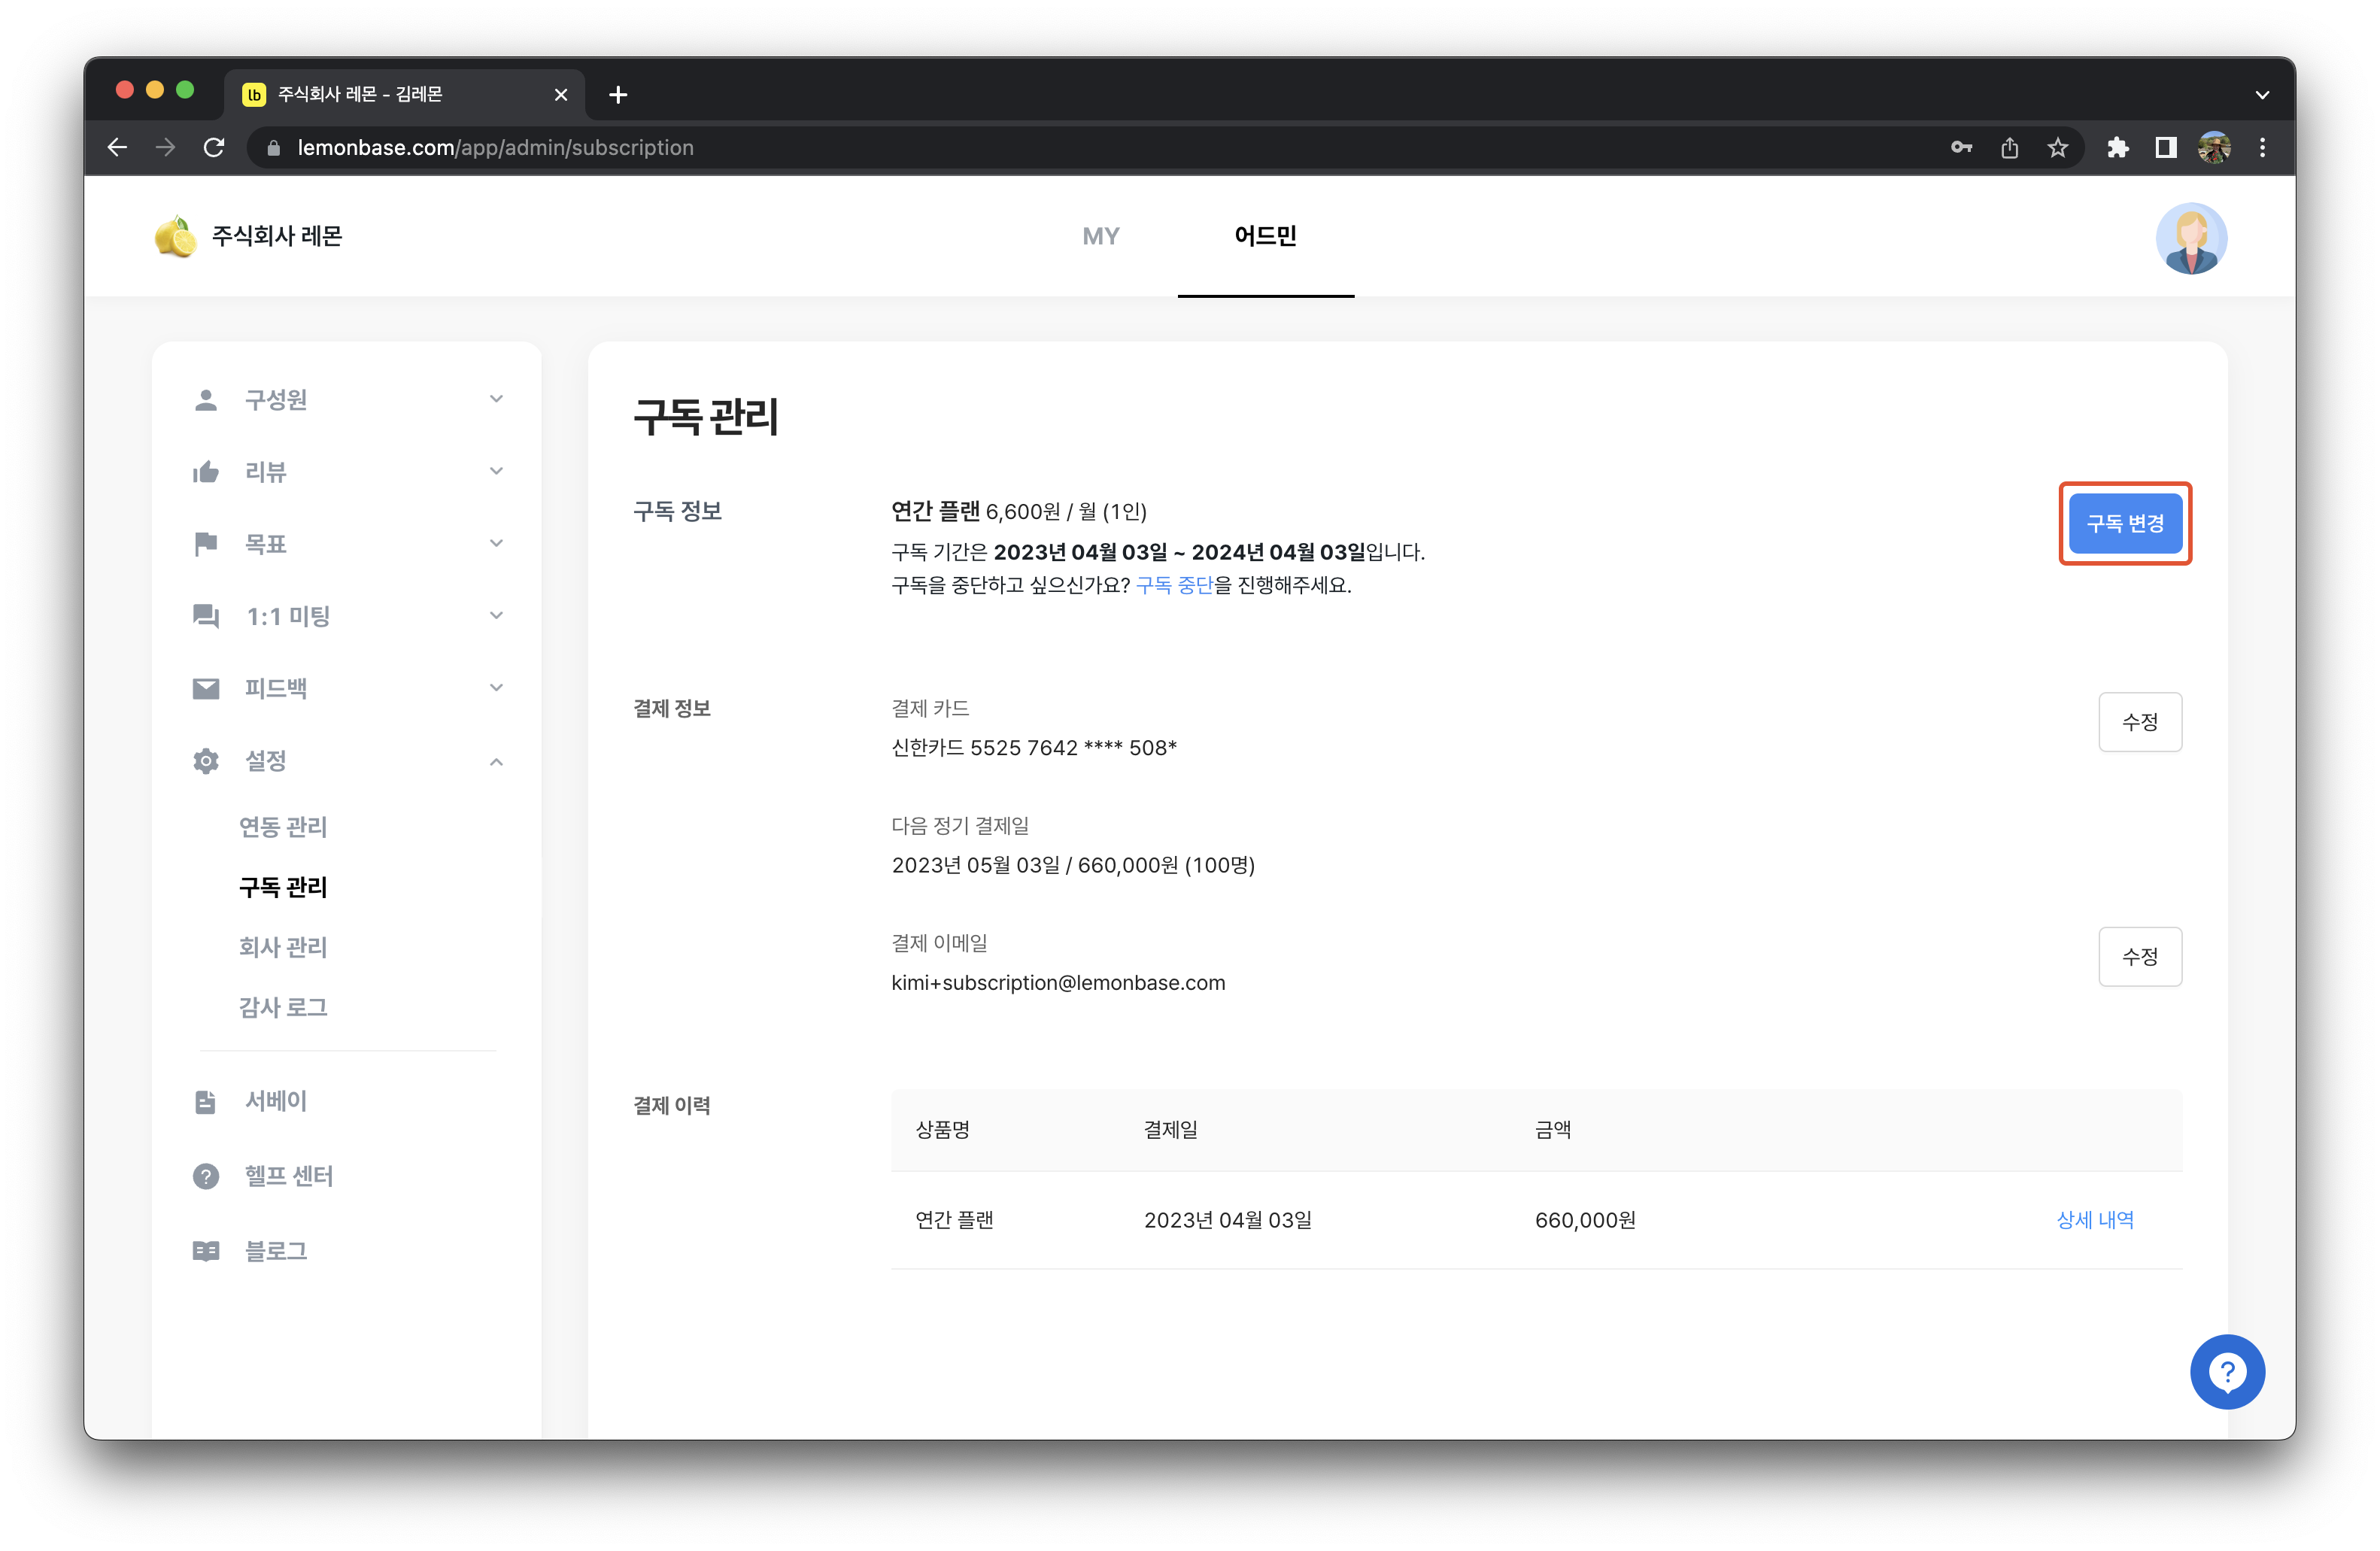 lb 주식회사 레몬 - 김레몬
lemonbase.com/app/admin/subscription
주식회사 레몬
MY
어드민
구성원
리뷰
목표
1:1 미팅
피드백
설정
연동 관리
구독 관리
회사 관리
감사 로그
서베이
헬프 센터
블로그
구독 관리
구독 정보
연간 플랜 6,600원 / 월 (1인)
구독 기간은 2023년 04월 03일 ~ 2024년 04월 03일입니다.
구독을 중단하고 싶으신가요? 구독 중단을 진행해주세요.
구독 변경
결제 정보
결제 카드
신한카드 5525 7642 **** 508*
수정
다음 정기 결제일
2023년 05월 03일 / 660,000원 (100명)
결제 이메일
kimi+subscription@lemonbase.com
수정
결제 이력
상품명 결제일 금액
연간 플랜 2023년 04월 03일 660,000원 상세 내역